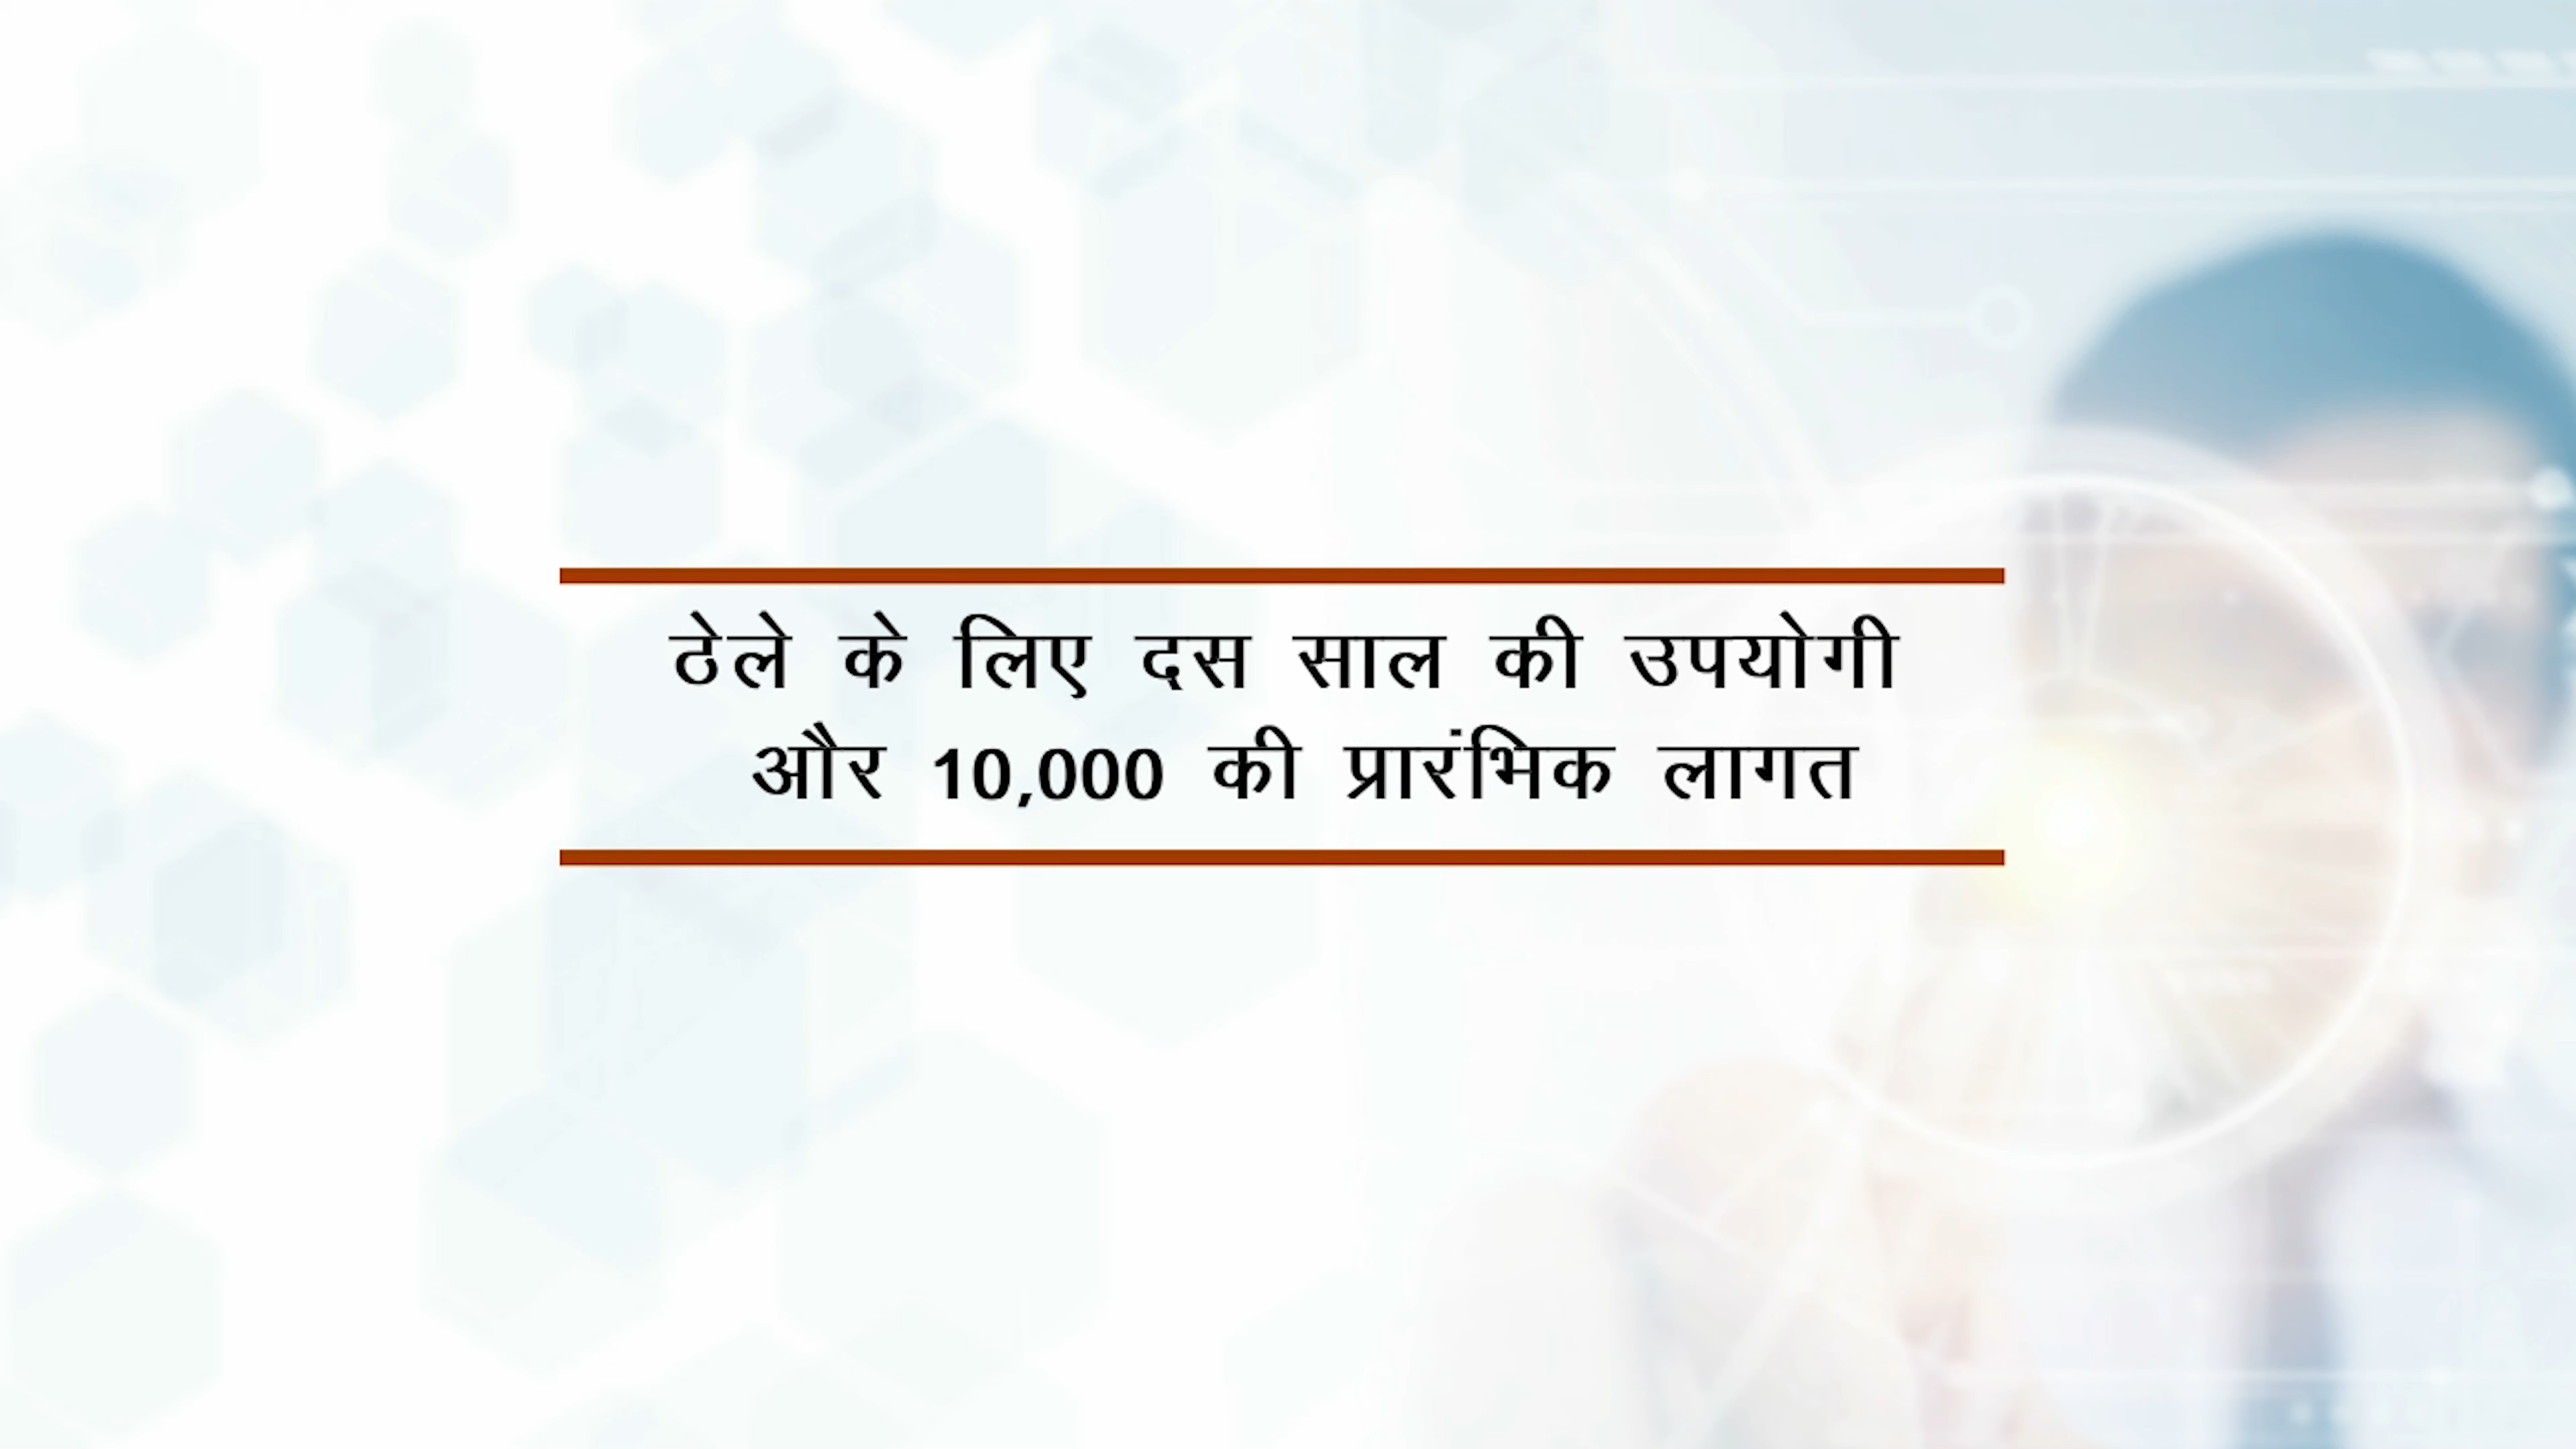 ठेले के लिए दस साल की उपयोगी
और 10,000 की प्रारंभिक लागत